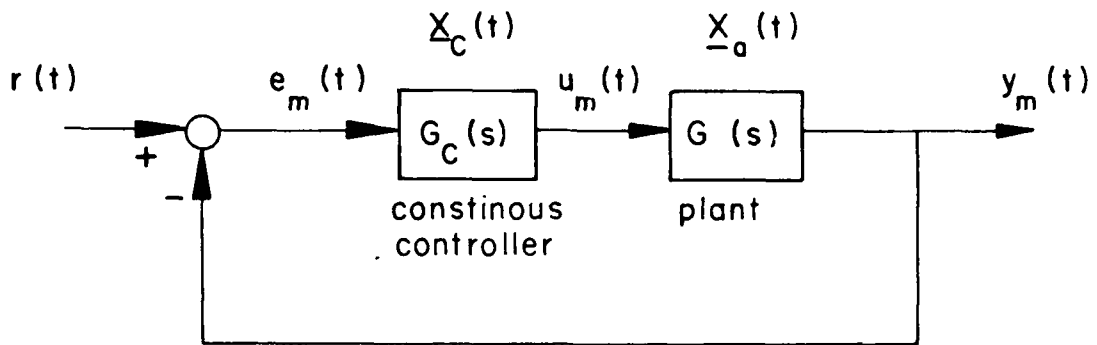 X_C(t)
X_a(t)
r(t)
e_m(t)
u_m(t)
y_m(t)
+
-
G_C(s)
G (s)
constinous
controller
plant